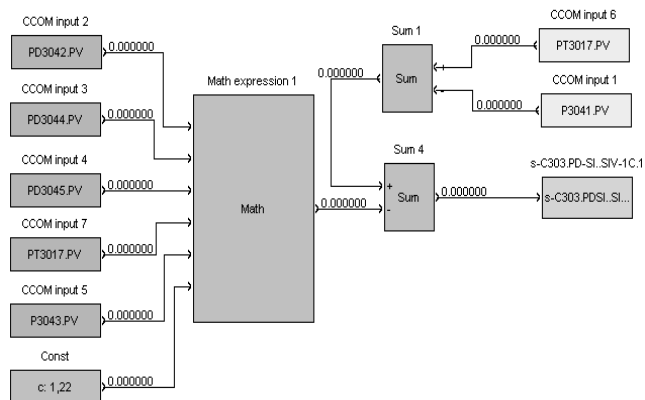 CCOM input 2
PD3042.PV
0.000000
CCOM input 3
PD3044.PV
0.000000
CCOM input 4
PD3045.PV
0.000000
CCOM input 7
PT3017.PV
0.000000
CCOM input 5
P3043.PV
0.000000
Const
c: 1,22
0.000000
Math expression 1
Math
0.000000
Sum 1
Sum
0.000000
+
-
Sum 4
+
-
Sum
0.000000
CCOM input 6
PT3017.PV
0.000000
CCOM input 1
P3041.PV
0.000000
s-C303.PD-SI..SIV-1C.1
s-C303.PDSI..SI...